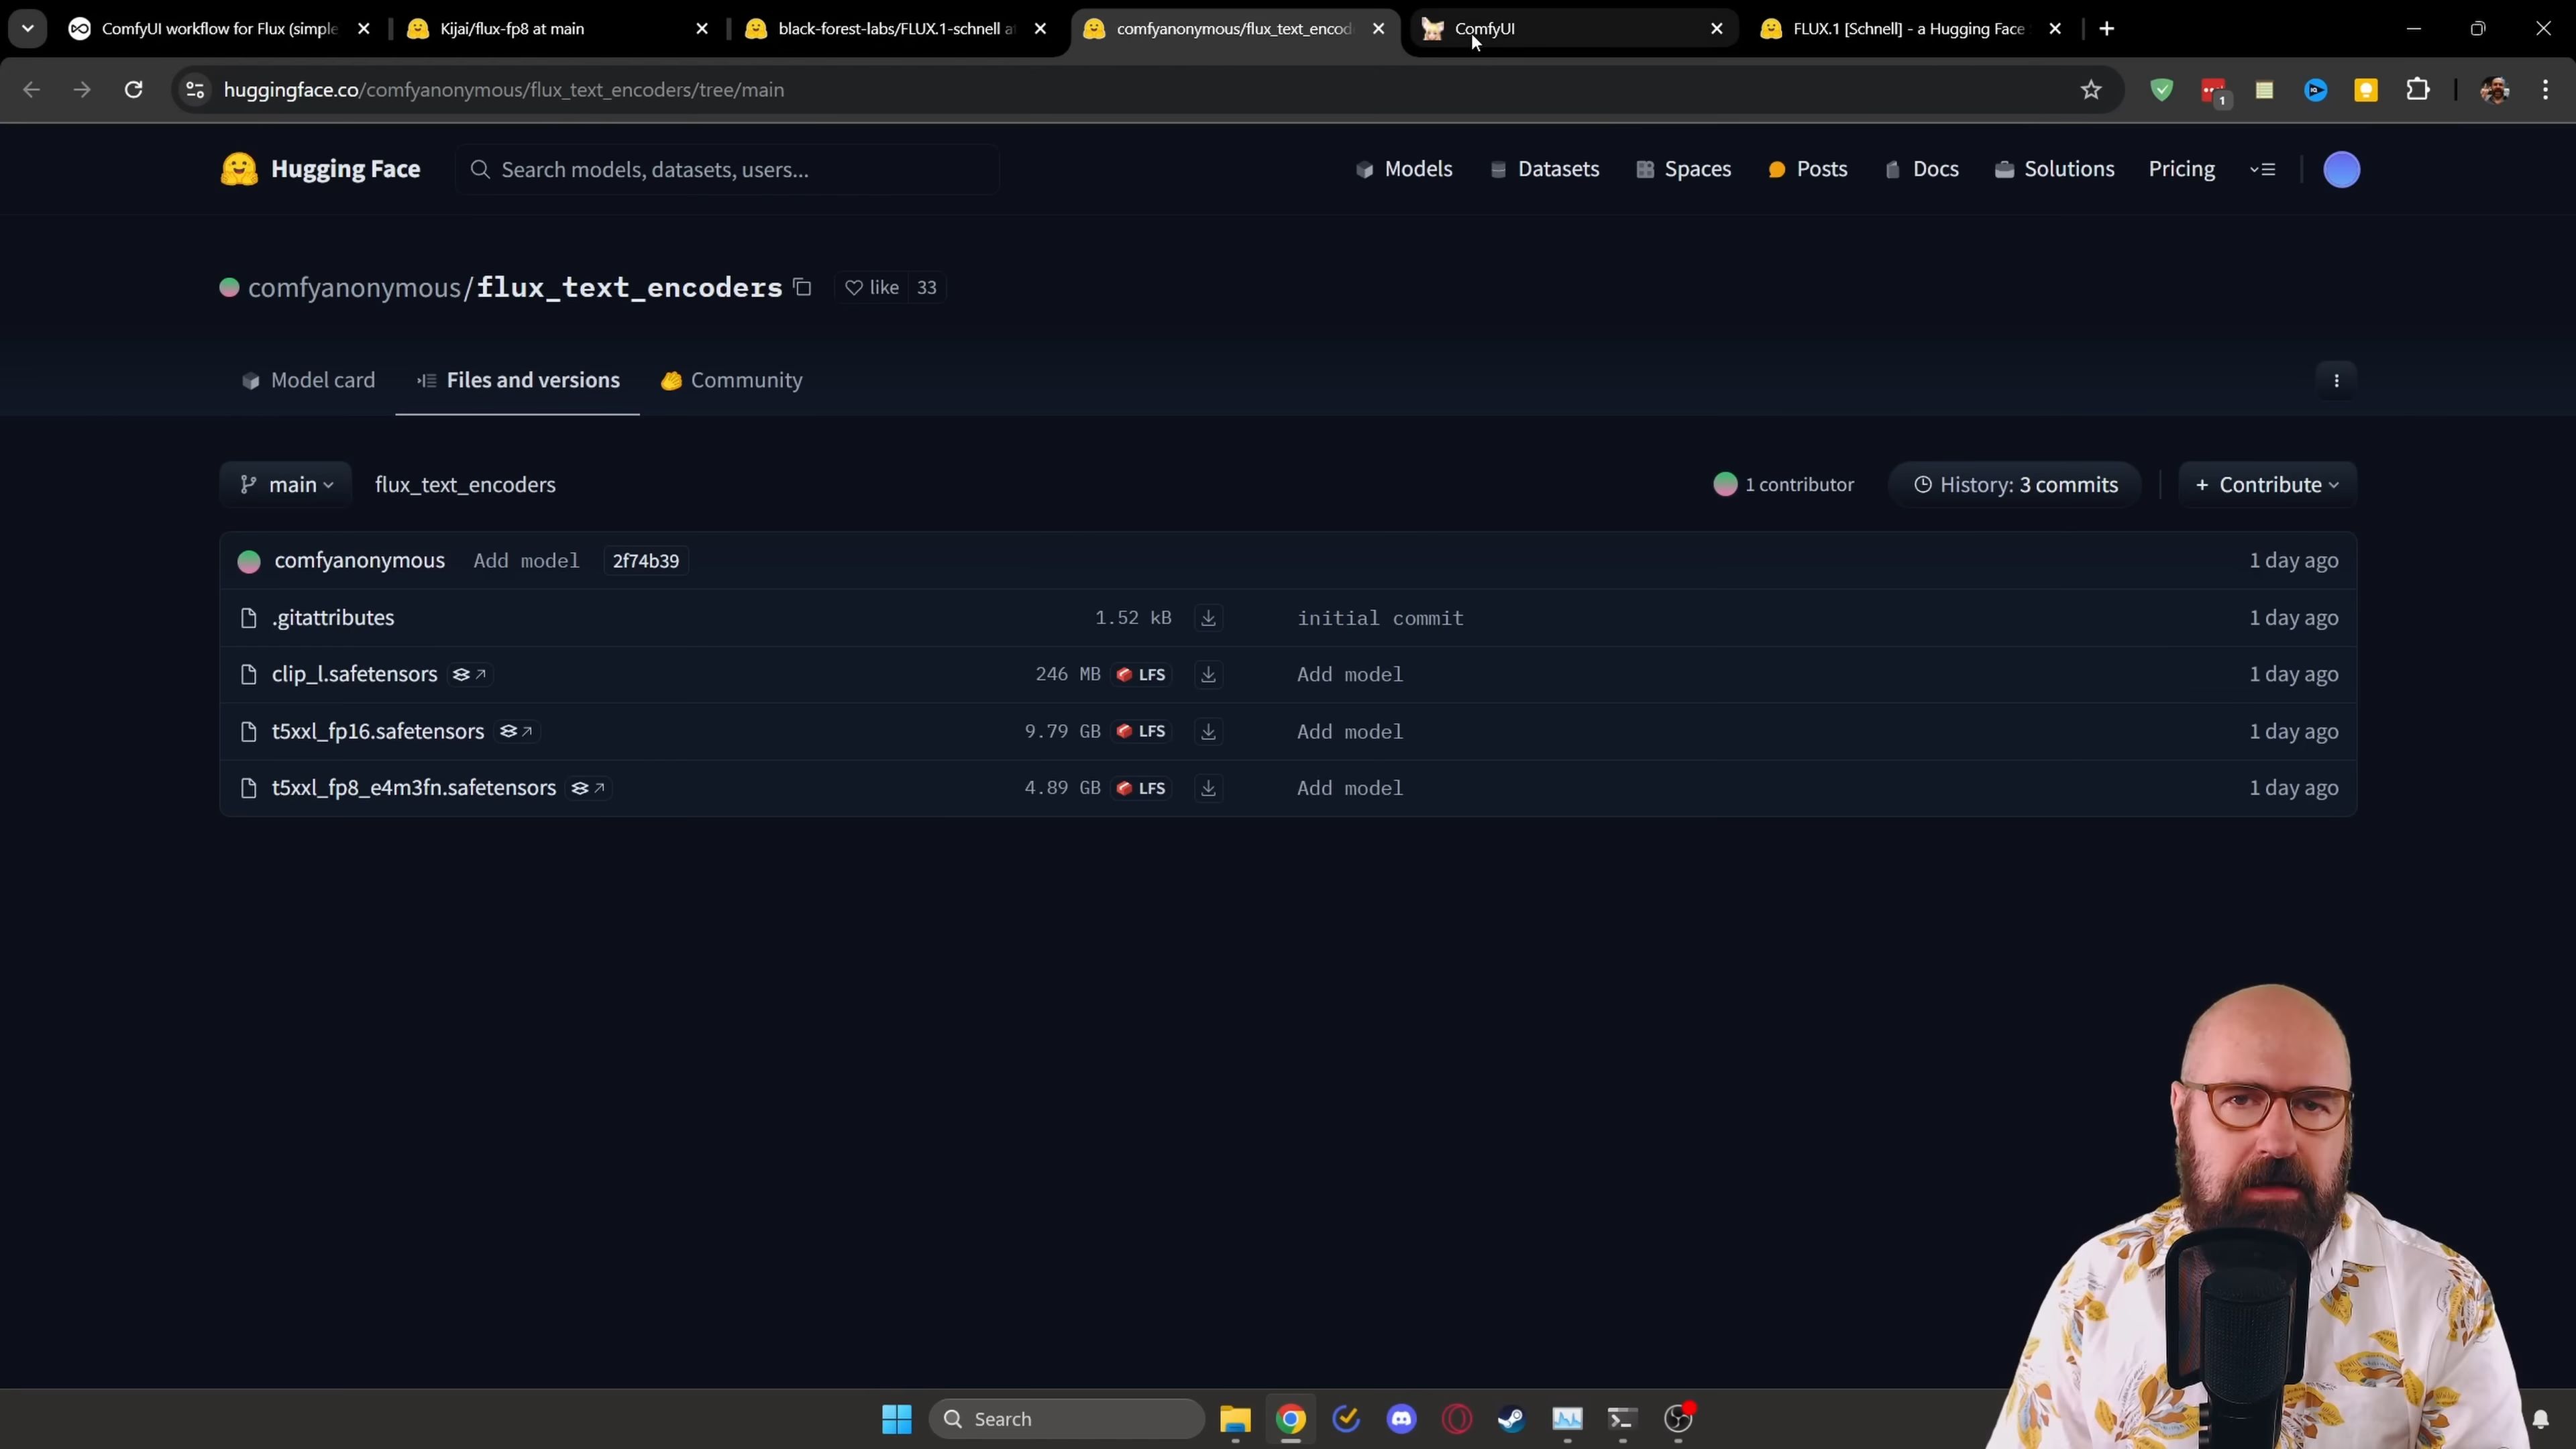 ComfyUI workflow for Flux (simple
Kijai/flux-fp8 at main
black-forest-labs/FLUX.1-schnell at
comfyanonymous/flux_text_encod
ComfyUI
FLUX.1 [Schnell] - a Hugging Face
huggingface.co/comfyanonymous/flux_text_encoders/tree/main
1
Hugging Face
Search models, datasets, users...
Models
Datasets
Spaces
Posts
Docs
Solutions
Pricing
comfyanonymous/flux_text_encoders
like 33
Model card
Files and versions
Community
main
flux_text_encoders
1 contributor
History: 3 commits
+ Contribute
comfyanonymous Add model 2f74b39 1 day ago
.gitattributes 1.52 kB initial commit 1 day ago
clip_l.safetensors 246 MB LFS Add model 1 day ago
t5xxl_fp16.safetensors 9.79 GB LFS Add model 1 day ago
t5xxl_fp8_e4m3fn.safetensors 4.89 GB LFS Add model 1 day ago
Search